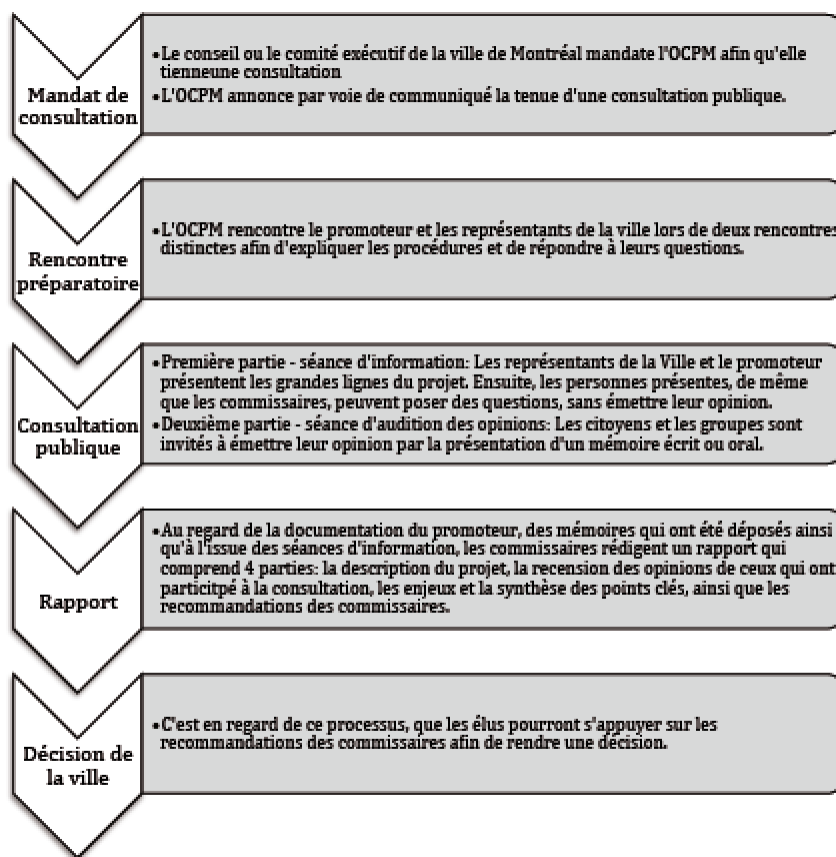 Mandat de
consultation
•Le conseil ou le comité exécutif de la ville de Montréal mandate l'OCPM afin qu'elle
tienneune consultation
•L'OCPM annonce par voie de communiqué la tenue d'une consultation publique.
Rencontre
préparatoire
•L'OCPM rencontre le promoteur et les représentants de la ville lors de deux rencontres
distinctes afin d'expliquer les procédures et de répondre à leurs questions.
Consultation
publique
•Première partie - séance d'information: Les représentants de la Ville et le promoteur
présentent les grandes lignes du projet. Ensuite, les personnes présentes, de même
que les commissaires, peuvent poser des questions, sans émettre leur opinion.
•Deuxième partie - séance d'audition des opinions: Les citoyens et les groupes sont
invités à émettre leur opinion par la présentation d'un mémoire écrit ou oral.
Rapport
•Au regard de la documentation du promoteur, des mémoires qui ont été déposés ainsi
qu'à l'issue des séances d'information, les commissaires rédigent un rapport qui
comprend 4 parties: la description du projet, la recension des opinions de ceux qui ont
particitpé à la consultation, les enjeux et la synthèse des points clés, ainsi que les
recommandations des commissaires.
Décision de
la ville
•C'est en regard de ce processus, que les élus pourront s'appuyer sur les
recommandations des commissaires afin de rendre une décision.